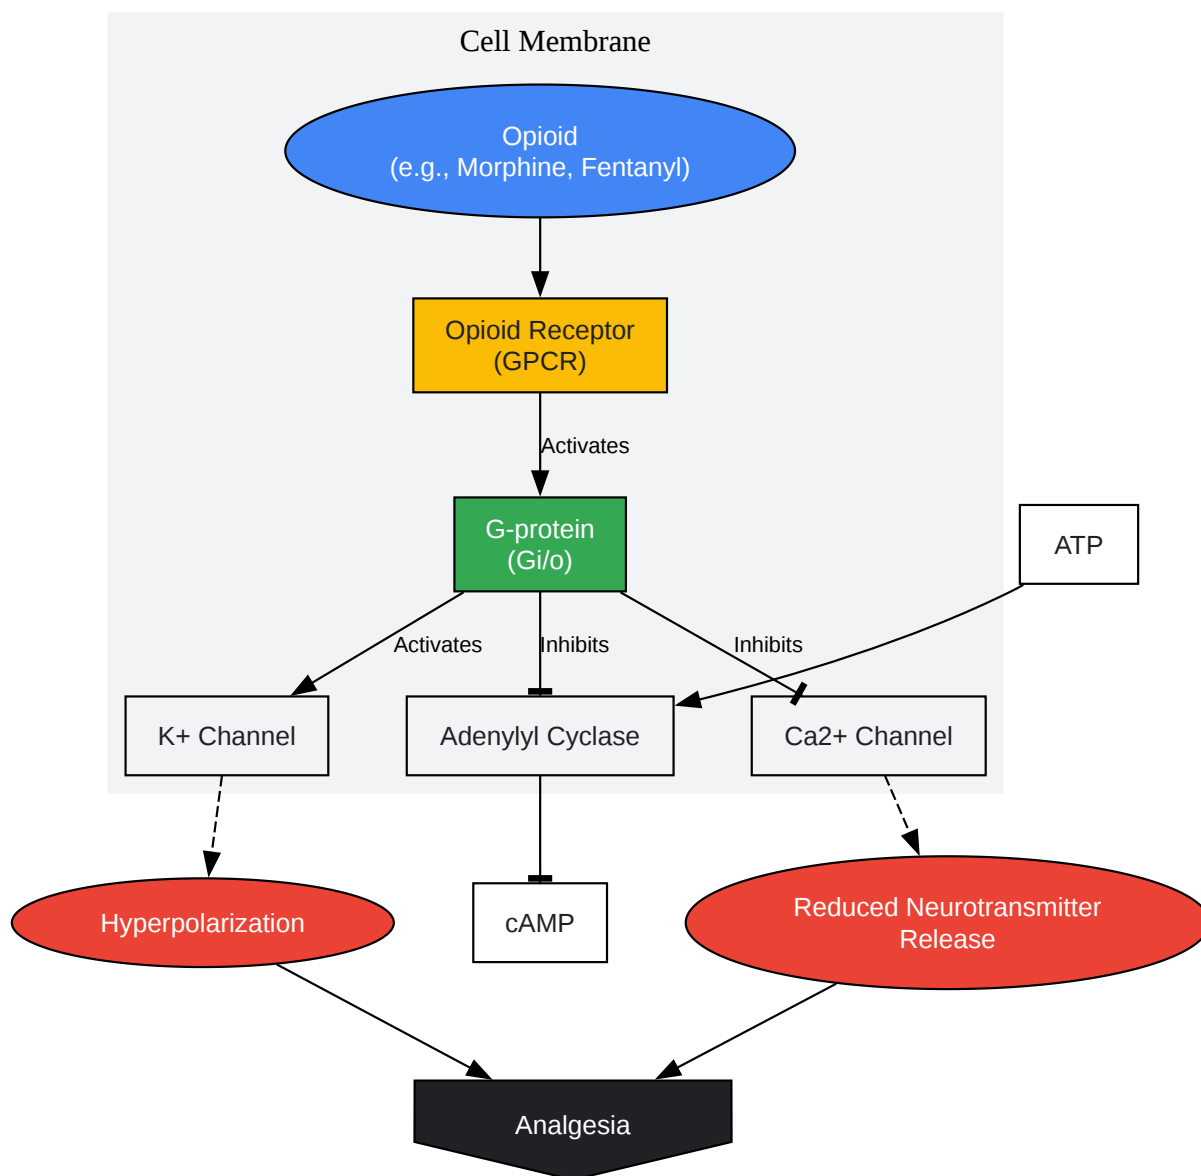 Cell Membrane
Opioid
(e.g., Morphine, Fentanyl)
Opioid Receptor
(GPCR)
Activates
G-protein
(Gi/o)
ATP
Activates
Inhibits
Inhibits
K+ Channel
Adenylyl Cyclase
Ca2+ Channel
Hyperpolarization
cAMP
Reduced Neurotransmitter
Release
Analgesia